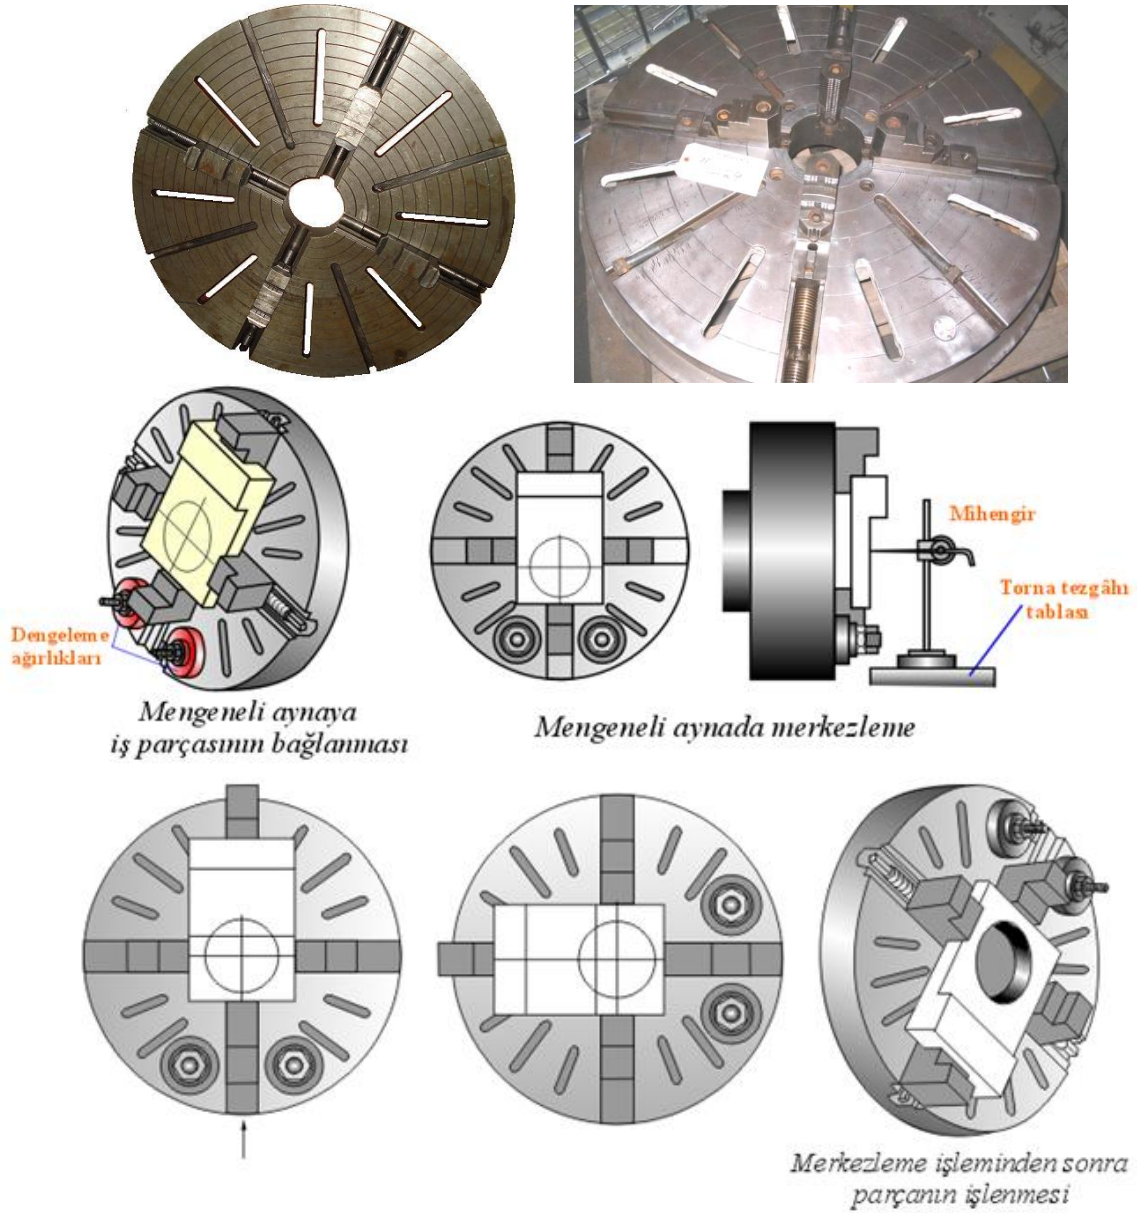 Mihengir
Torna tezgâhı
tablası
Dengeleme
ağırlıkları
Mengeneli aynaya
iş parçasının bağlanması
Mengeneli aynada merkezleme
Merkezleme işleminden sonra
parçanın işlenmesi